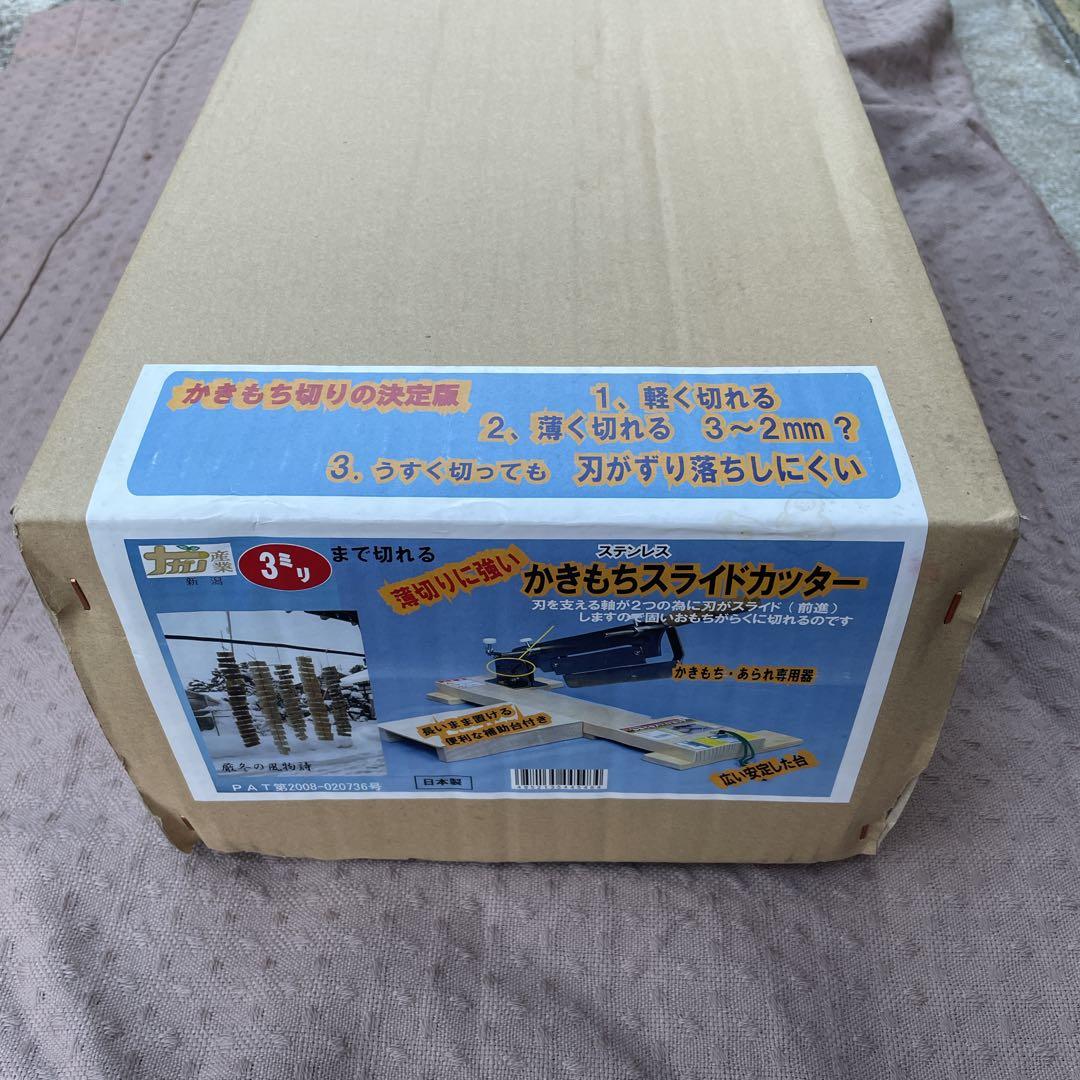 かきもち切りの決定版
1、軽く切れる
2、薄く切れる 3～2mm？
3．うすく切っても 刃がずり落ちしにくい
ナカノ産業
新潟
3ミリまで切れる
薄切りに強い
ステンレス
かきもちスライドカッター
刃を支える軸が2つの為に刃がスライド（前進）
しますので固いおもちがらくに切れるのです
かきもち・あられ専用器
長いまま置ける
便利な補助台付き
広い安定した台
厳冬の風物詩
PAT第2008-020736号
日本製